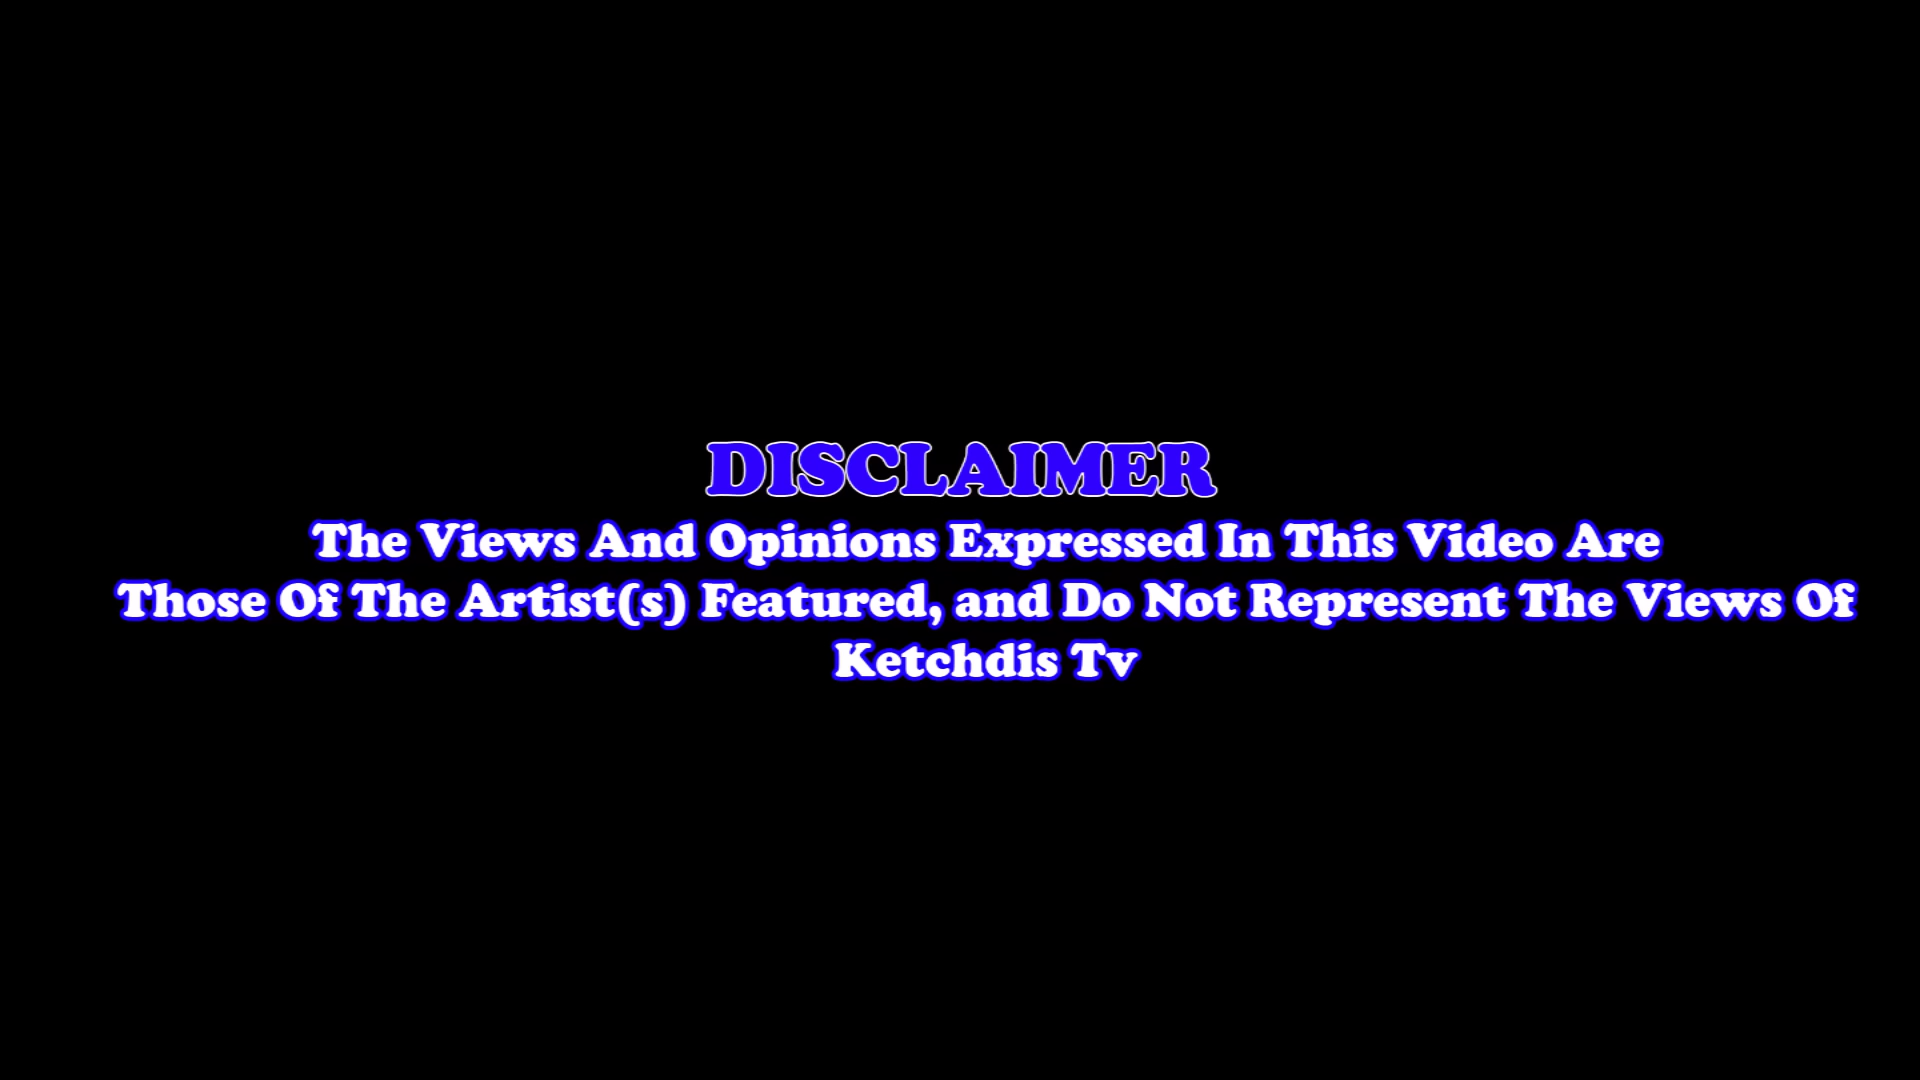 DISCLAIMER
The Views And Opinions Expressed In This Video Are
Those Of The Artist(s) Featured, and Do Not Represent The Views Of
Ketchdis Tv